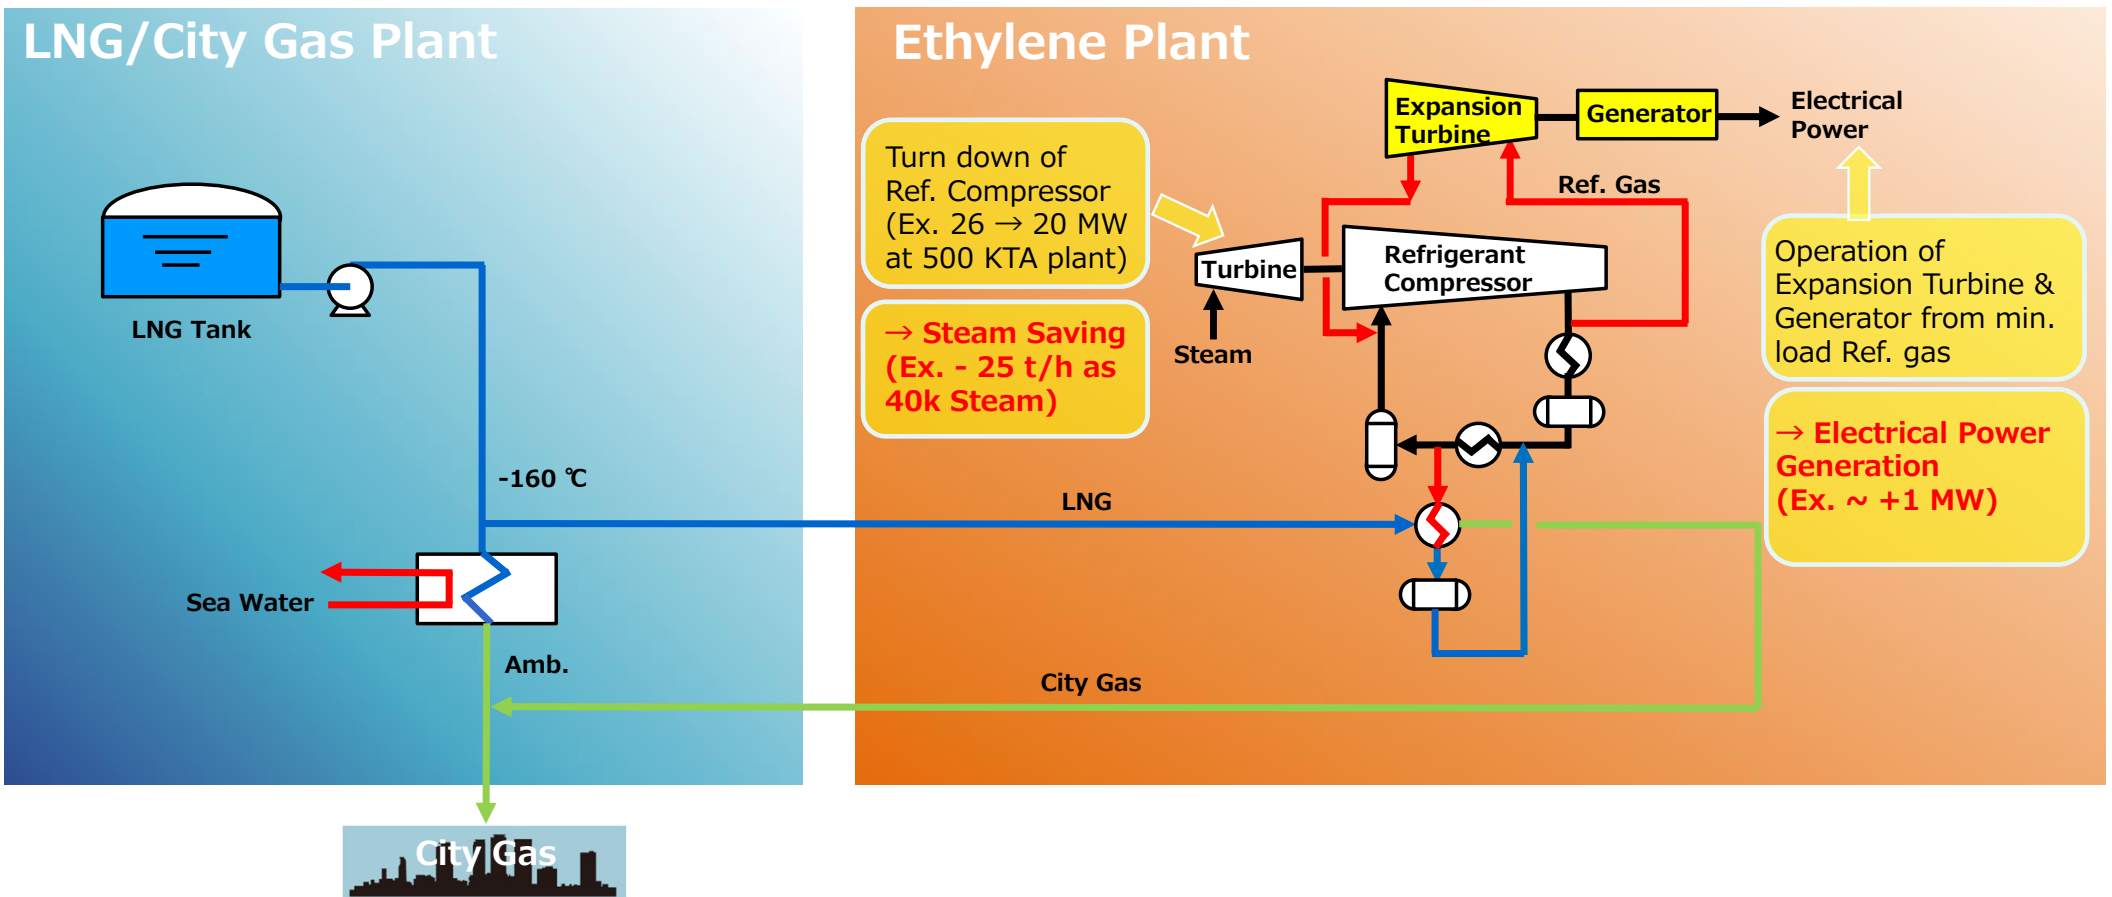 LNG/City Gas Plant
LNG Tank
-160 ℃
Sea Water
Amb.
City Gas
Ethylene Plant
Turn down of
Ref. Compressor
(Ex. 26 → 20 MW
at 500 KTA plant)
→ Steam Saving
(Ex. - 25 t/h as
40k Steam)
Expansion
Turbine
Generator
Electrical
Power
Ref. Gas
Turbine
Refrigerant
Compressor
Steam
Operation of
Expansion Turbine &
Generator from min.
load Ref. gas
→ Electrical Power
Generation
(Ex. ~ +1 MW)
LNG
City Gas